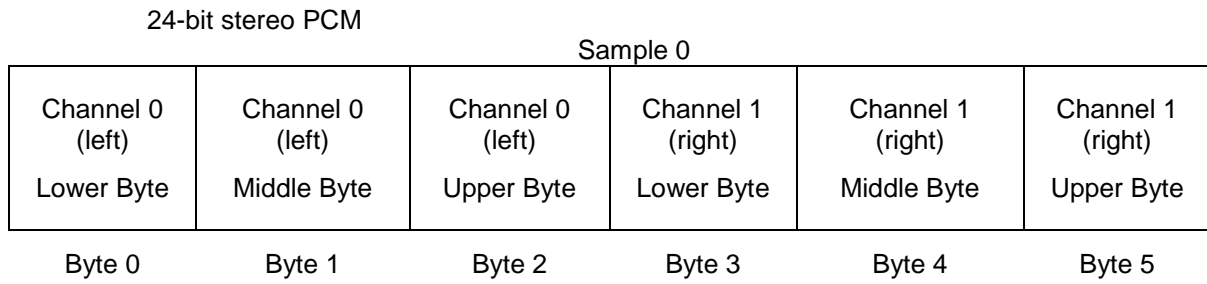 24-bit stereo PCM
Sample 0
Channel 0 Channel 0 Channel 0 Channel 1 Channel 1 Channel 1
(left) (left) (left) (right) (right) (right)
Lower Byte Middle Byte Upper Byte Lower Byte Middle Byte Upper Byte
Byte 0 Byte 1 Byte 2 Byte 3 Byte 4 Byte 5